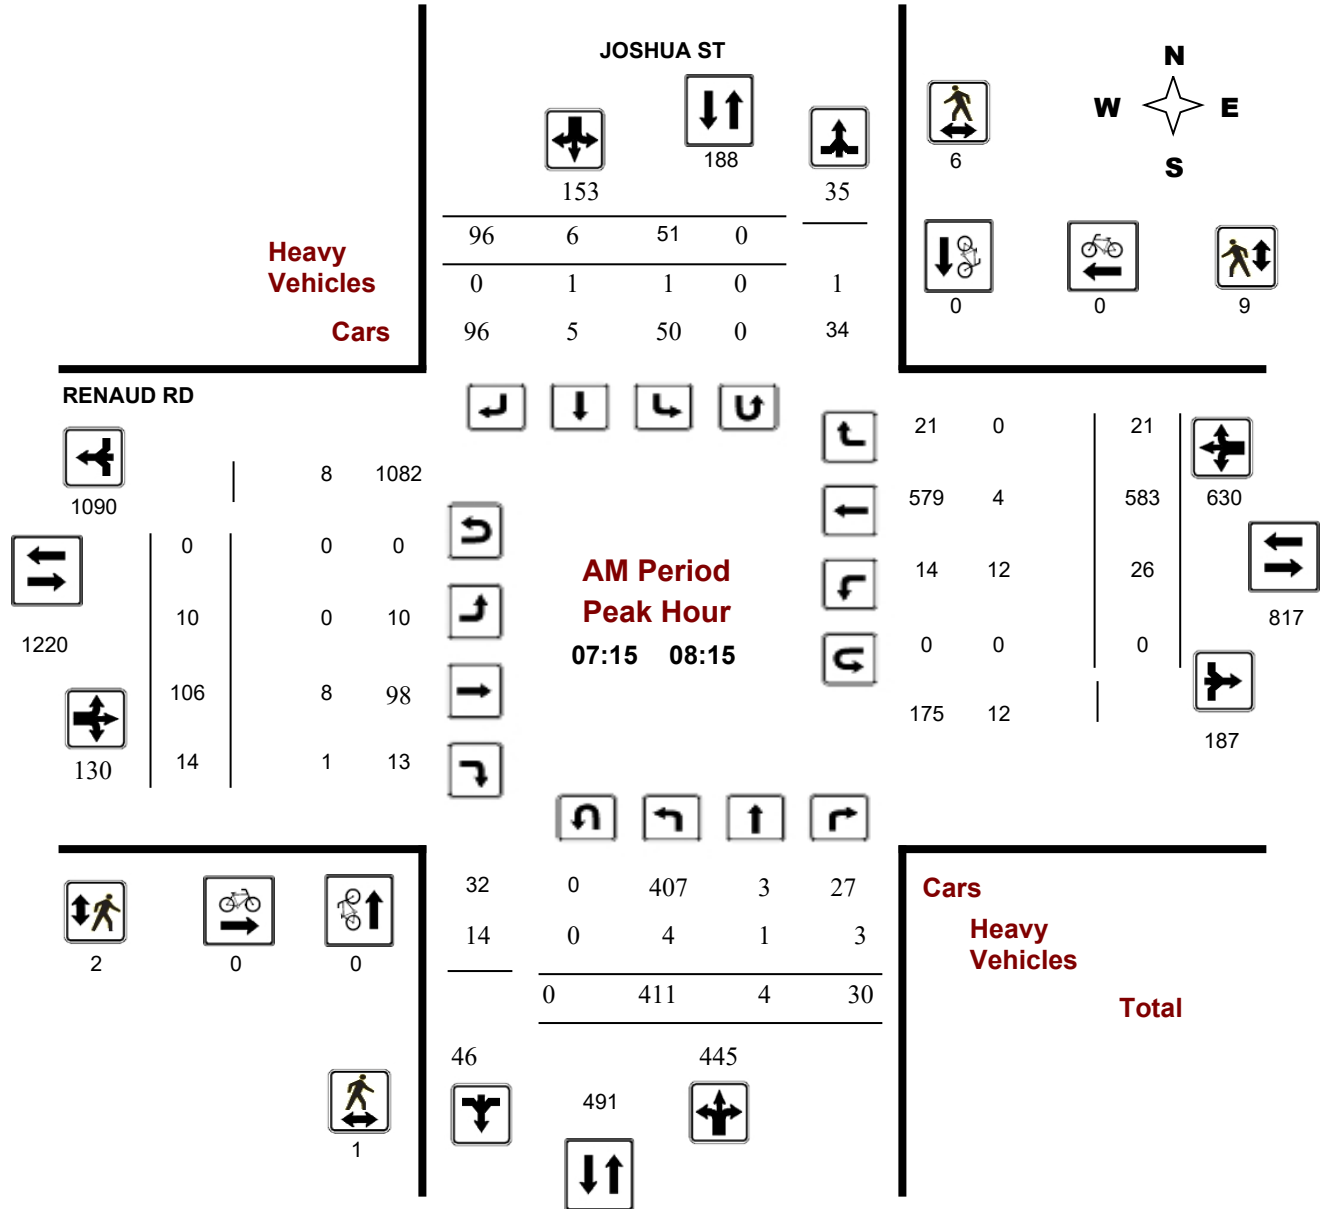 JOSHUA ST
N
W E
S
188
6
153 35
96 6 51 0
Heavy
Vehicles 0 1 1 0 1
0 0 9
Cars 96 5 50 0 34
RENAUD RD
21 0 21
8 1082
1090
579 4 583 630
0 0 0
AM Period
14 12 26
Peak Hour
10 0 10
817
1220
07:15 08:15
0 0 0
106 8 98
175 12
187
130 14 1 13
32 0 407 3 27 Cars
14 0 4 1 3 Heavy
Vehicles
2 0 0
0 411 4 30
Total
46 445
491
1